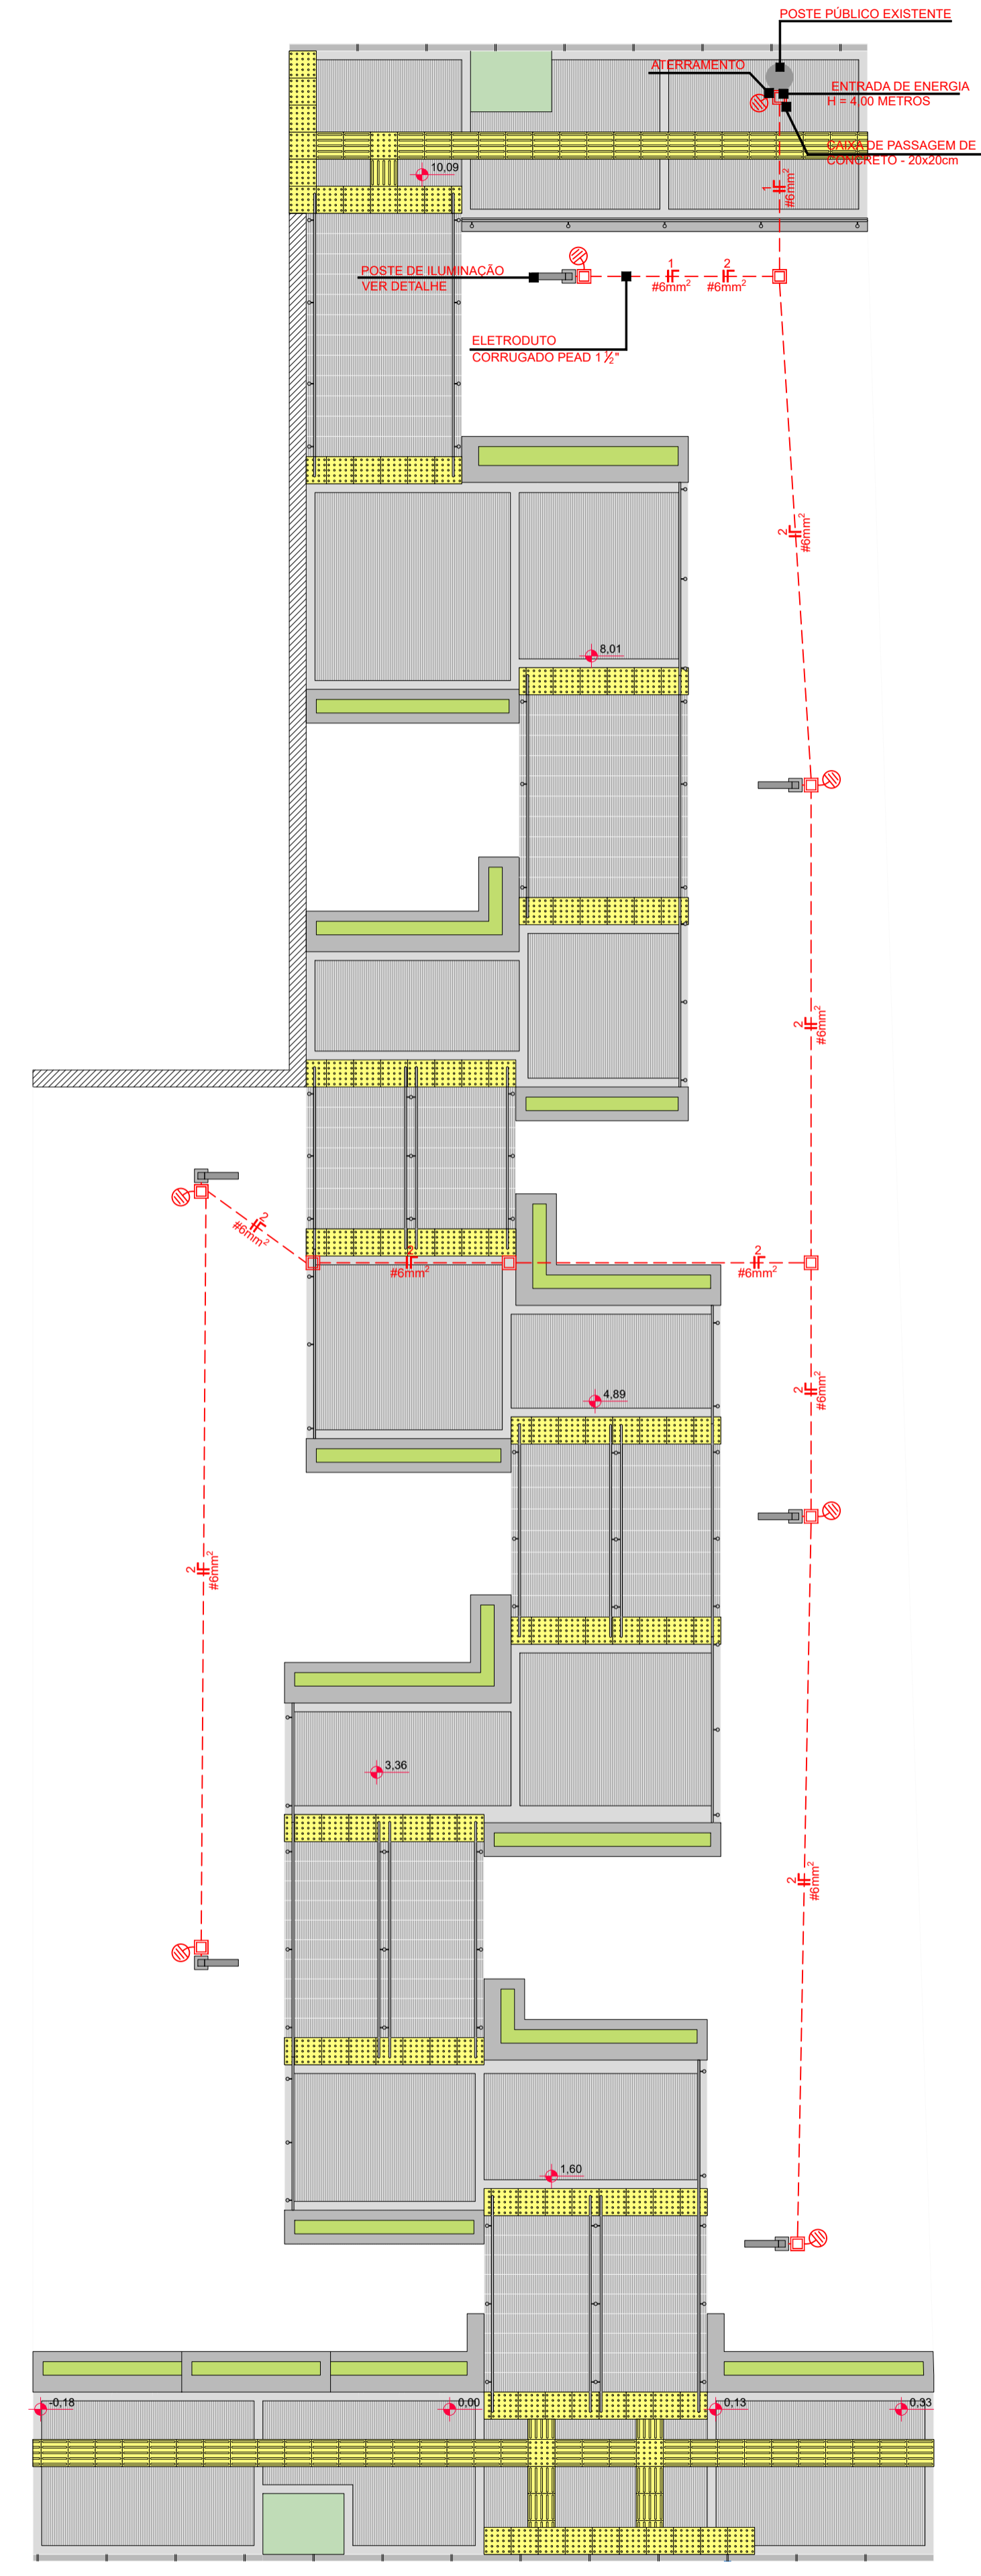 POSTE PÚBLICO EXISTENTE
ATERRAMENTO
ENTRADA DE ENERGIA
H = 4.00 METROS
CAIXA DE PASSAGEM DE
CONCRETO - 20x20cm
10,09
1
#6mm²
POSTE DE ILUMINAÇÃO
VER DETALHE
1
#6mm²
2
#6mm²
ELETRODUTO
CORRUGADO PEAD 1 ½"
2
#6mm²
8,01
2
#6mm²
2
#6mm²
2
#6mm²
2
#6mm²
2
#6mm²
4,89
2
#6mm²
3,36
2
#6mm²
1,60
-0,18
0,00
0,13
0,33